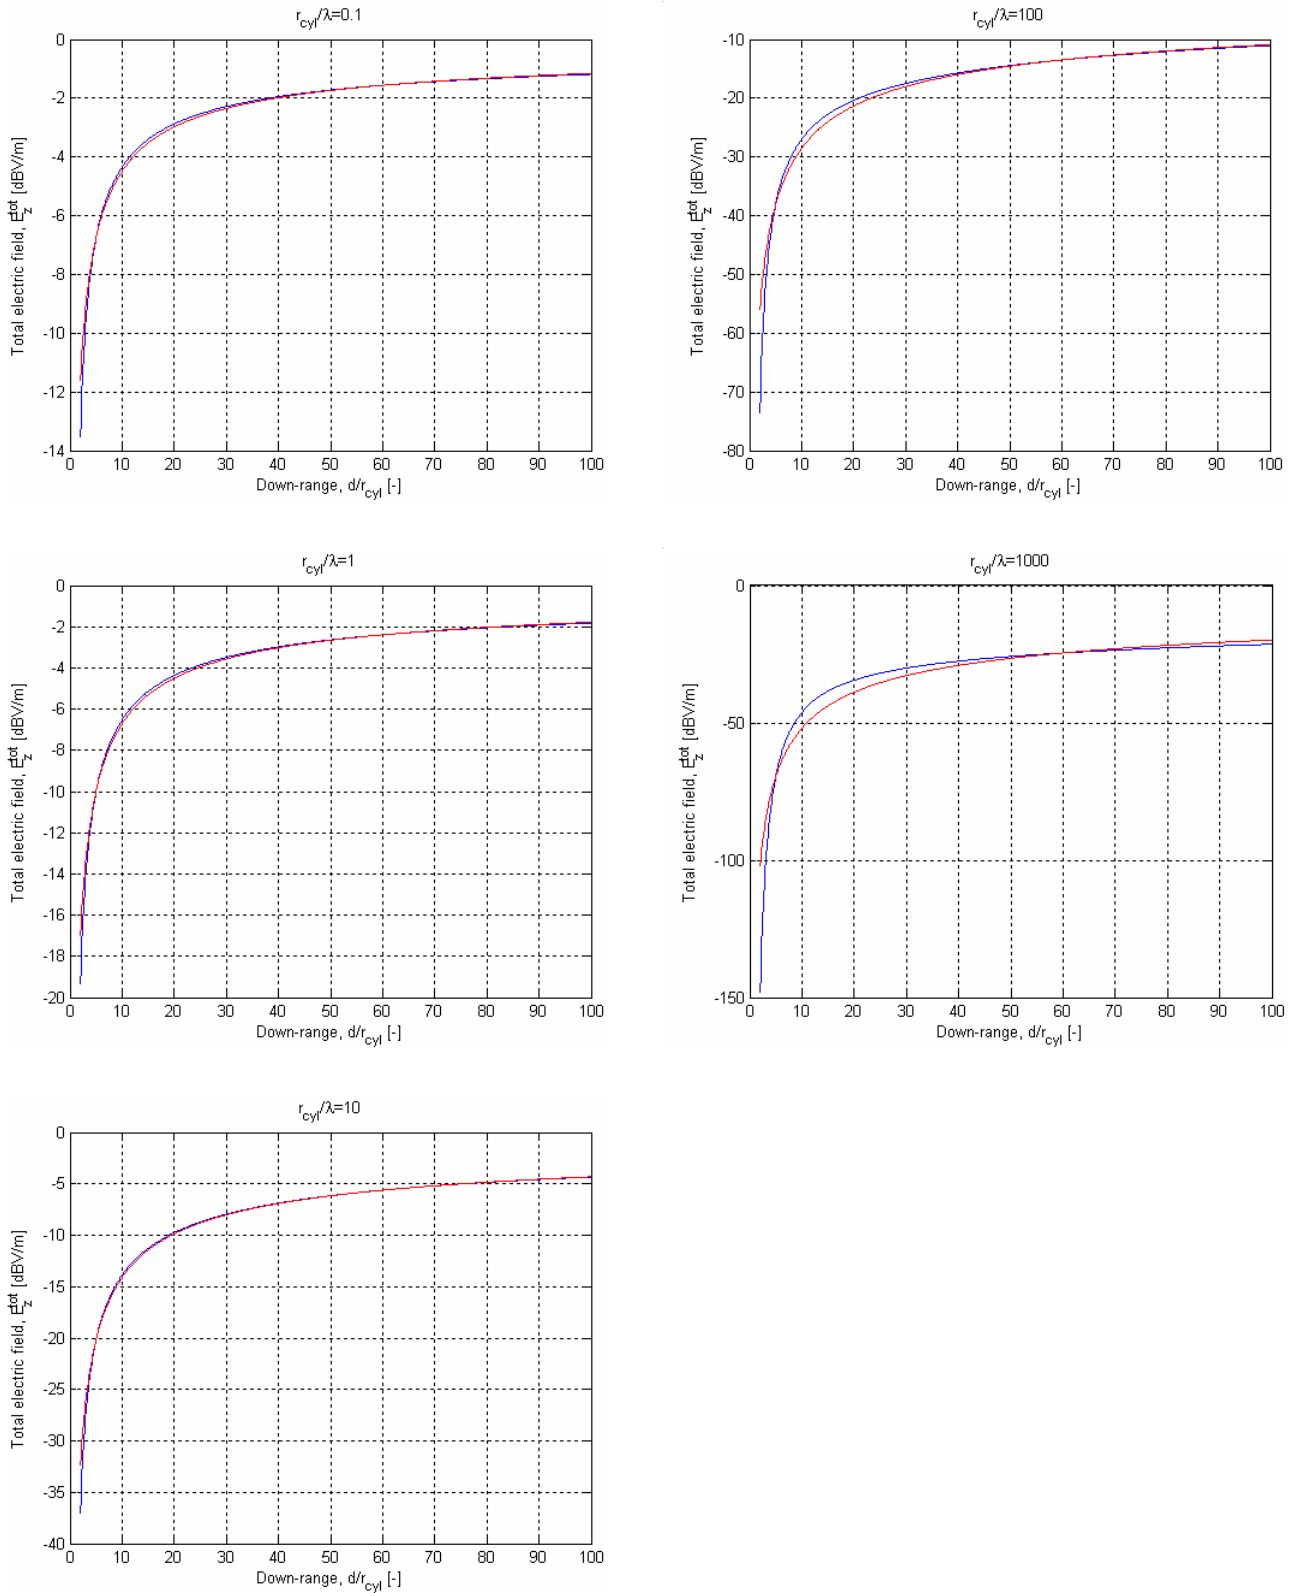 r_cyl/λ=0.1
0
-2
-4
-6
-8
-10
-12
-14
Total electric field, E_z^tot [dBV/m]
0 10 20 30 40 50 60 70 80 90 100
Down-range, d/r_cyl [-]
r_cyl/λ=100
-10
-20
-30
-40
-50
-60
-70
-80
Total electric field, E_z^tot [dBV/m]
0 10 20 30 40 50 60 70 80 90 100
Down-range, d/r_cyl [-]
r_cyl/λ=1
0
-2
-4
-6
-8
-10
-12
-14
-16
-18
-20
Total electric field, E_z^tot [dBV/m]
0 10 20 30 40 50 60 70 80 90 100
Down-range, d/r_cyl [-]
r_cyl/λ=1000
0
-50
-100
-150
Total electric field, E_z^tot [dBV/m]
0 10 20 30 40 50 60 70 80 90 100
Down-range, d/r_cyl [-]
r_cyl/λ=10
0
-5
-10
-15
-20
-25
-30
-35
-40
Total electric field, E_z^tot [dBV/m]
0 10 20 30 40 50 60 70 80 90 100
Down-range, d/r_cyl [-]